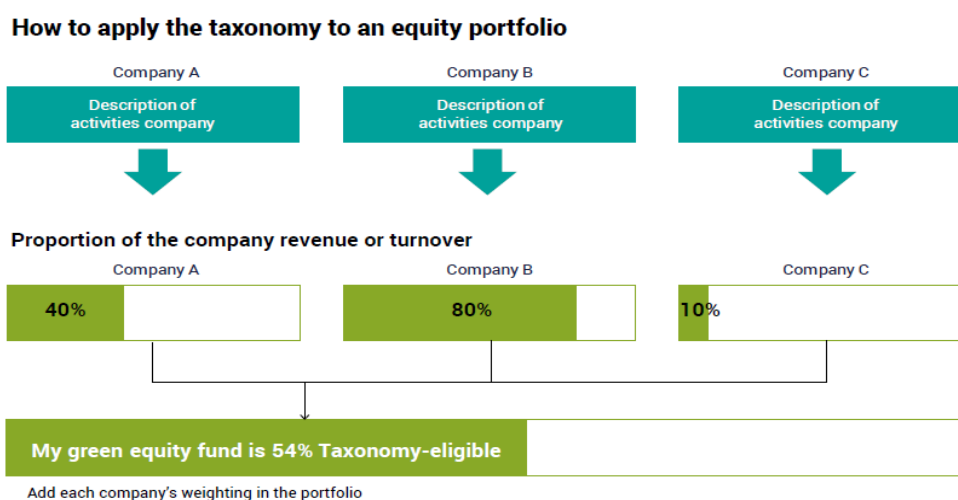 How to apply the taxonomy to an equity portfolio
Company A
Company B
Company C
Description of
activities company
Description of
activities company
Description of
activities company
Proportion of the company revenue or turnover
Company A
Company B
Company C
40%
80%
10%
My green equity fund is 54% Taxonomy-eligible
Add each company's weighting in the portfolio